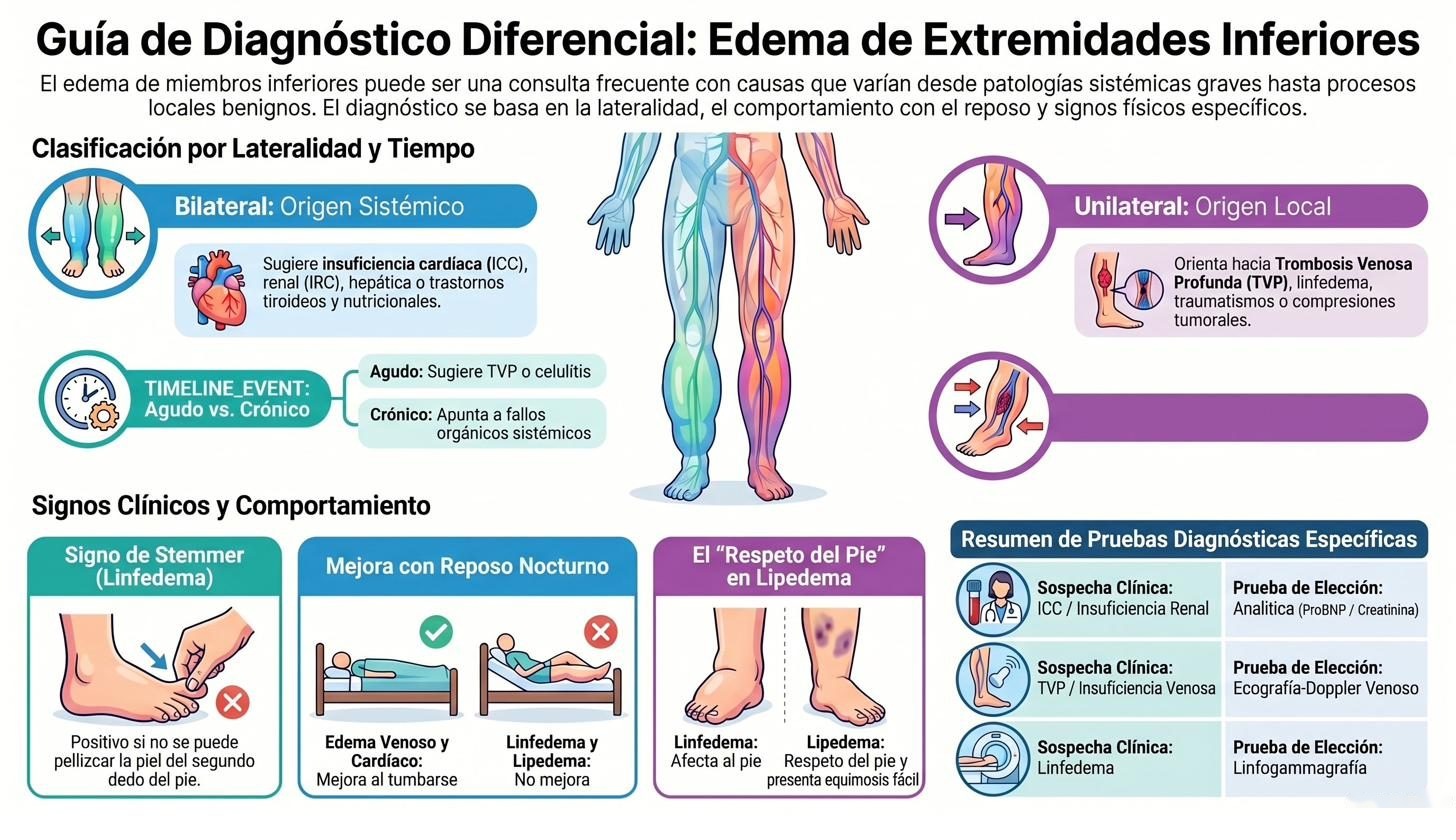 Guía de Diagnóstico Diferencial: Edema de Extremidades Inferiores
El edema de miembros inferiores puede ser una consulta frecuente con causas que varían desde patologías sistémicas graves hasta procesos
locales benignos. El diagnóstico se basa en la lateralidad, el comportamiento con el reposo y signos físicos específicos.
Clasificación por Lateralidad y Tiempo
Bilateral: Origen Sistémico
Sugiere insuficiencia cardíaca (ICC),
renal (IRC), hepática o trastornos
tiroideos y nutricionales.
TIMELINE_EVENT:
Agudo vs. Crónico
Agudo: Sugiere TVP o celulítis
Crónico: Apunta a fallos
orgánicos sistémicos
Unilateral: Origen Local
Orienta hacia Trombosis Venosa
Profunda (TVP), linfedema,
traumatismos o compresiones
tumorales.
Signos Clínicos y Comportamiento
Signo de Stemmer
(Linfedema)
Positivo si no se puede
pellizcar la piel del segundo
dedo del pie.
Mejora con Reposo Nocturno
Edema Venoso y
Cardíaco:
Mejora al tumbarse
Linfedema y
Lipedema:
No mejora
El “Respeto del Pie”
en Lipedema
Linfedema:
Afecta al pie
Lipedema:
Respeto del pie y
presenta equimosis fácil
Resumen de Pruebas Diagnósticas Específicas
Sospecha Clínica:
ICC / Insuficiencia Renal
Prueba de Elección:
Analitica (ProBNP / Creatinina)
Sospecha Clínica:
TVP / Insuficiencia Venosa
Prueba de Elección:
Ecografía-Doppler Venoso
Sospecha Clínica:
Linfedema
Prueba de Elección:
Linfogammagrafía